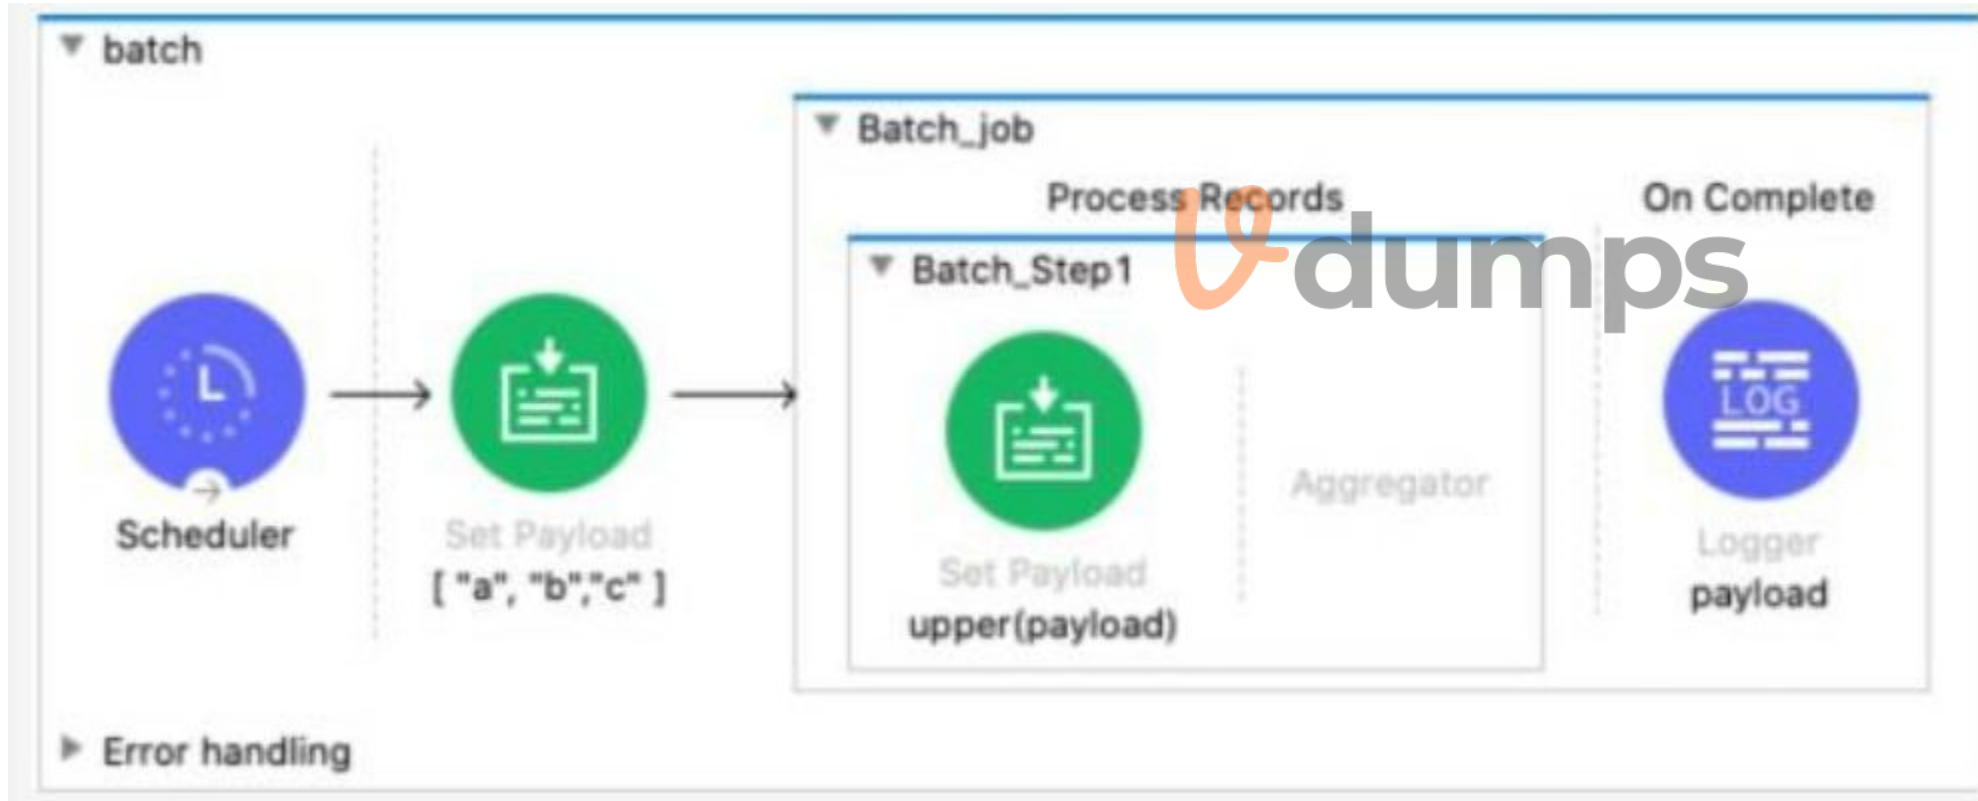 batch
Batch_job
Process Records
On Complete
Batch_Step1
Vdumps
LOG
Scheduler
Set Payload
[ "a", "b","c" ]
Set Payload
upper(payload)
Aggregator
Logger
payload
Error handling